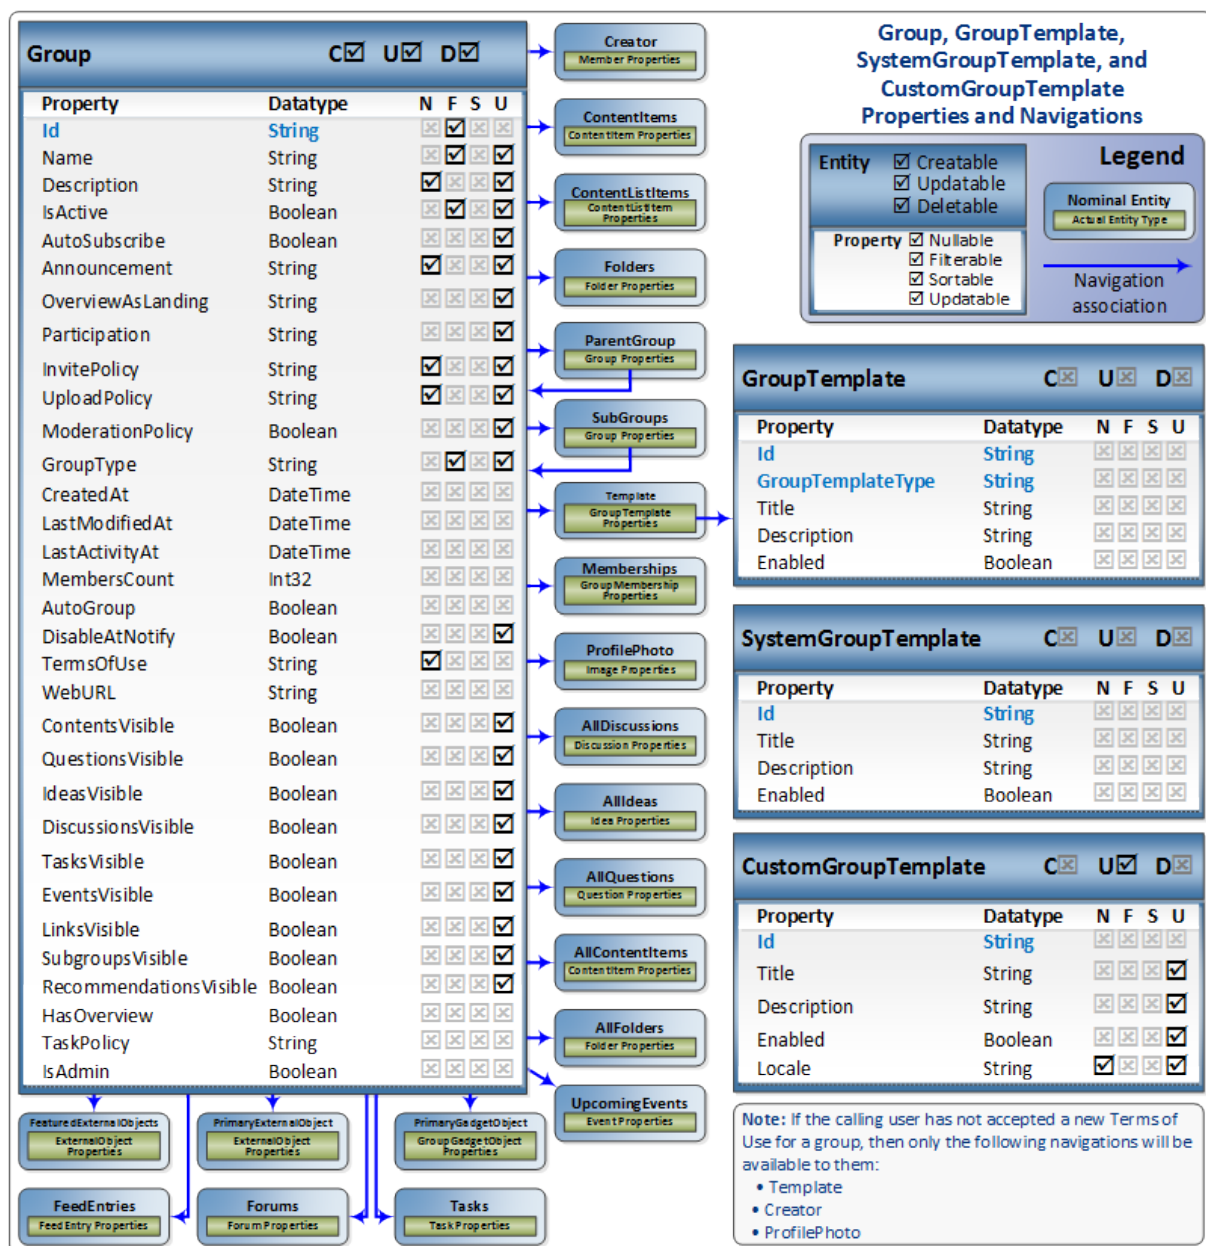 Group C U D
Property Datatype N F S U
Id String
Name String
Description String
IsActive Boolean
AutoSubscribe Boolean
Announcement String
OverviewAsLanding String
Participation String
InvitePolicy String
UploadPolicy String
ModerationPolicy Boolean
GroupType String
CreatedAt DateTime
LastModifiedAt DateTime
LastActivityAt DateTime
MembersCount Int32
AutoGroup Boolean
DisableAtNotify Boolean
TermsOfUse String
WebURL String
ContentsVisible Boolean
QuestionsVisible Boolean
IdeasVisible Boolean
DiscussionsVisible Boolean
TasksVisible Boolean
EventsVisible Boolean
LinksVisible Boolean
SubgroupsVisible Boolean
RecommendationsVisible Boolean
HasOverview Boolean
TaskPolicy String
IsAdmin Boolean
Creator
Member Properties
ContentItems
ContentItem Properties
ContentListItems
ContentListItem
Properties
Folders
Folder Properties
ParentGroup
Group Properties
SubGroups
Group Properties
Template
GroupTemplate
Properties
Memberships
GroupMembership
Properties
ProfilePhoto
Image Properties
AllDiscussions
Discussion Properties
AllIdeas
Idea Properties
AllQuestions
Question Properties
AllContentItems
ContentItem Properties
AllFolders
Folder Properties
UpcomingEvents
Event Properties
FeaturedExternalObjects
ExternalObject
Properties
PrimaryExternalObject
ExternalObject
Properties
PrimaryGadgetObject
GroupGadgetObject
Properties
FeedEntries
FeedEntry Properties
Forums
Forum Properties
Tasks
Task Properties
Group, GroupTemplate,
SystemGroupTemplate, and
CustomGroupTemplate
Properties and Navigations
Legend
Entity Creatable
Updatable
Deletable
Property Nullable
Filterable
Sortable
Updatable
Nominal Entity
Actual Entity Type
Navigation
association
GroupTemplate C U D
Property Datatype N F S U
Id String
GroupTemplateType String
Title String
Description String
Enabled Boolean
SystemGroupTemplate C U D
Property Datatype N F S U
Id String
Title String
Description String
Enabled Boolean
CustomGroupTemplate C U D
Property Datatype N F S U
Id String
Title String
Description String
Enabled Boolean
Locale String
Note: If the calling user has not accepted a new Terms of
Use for a group, then only the following navigations will be
available to them:
• Template
• Creator
• ProfilePhoto